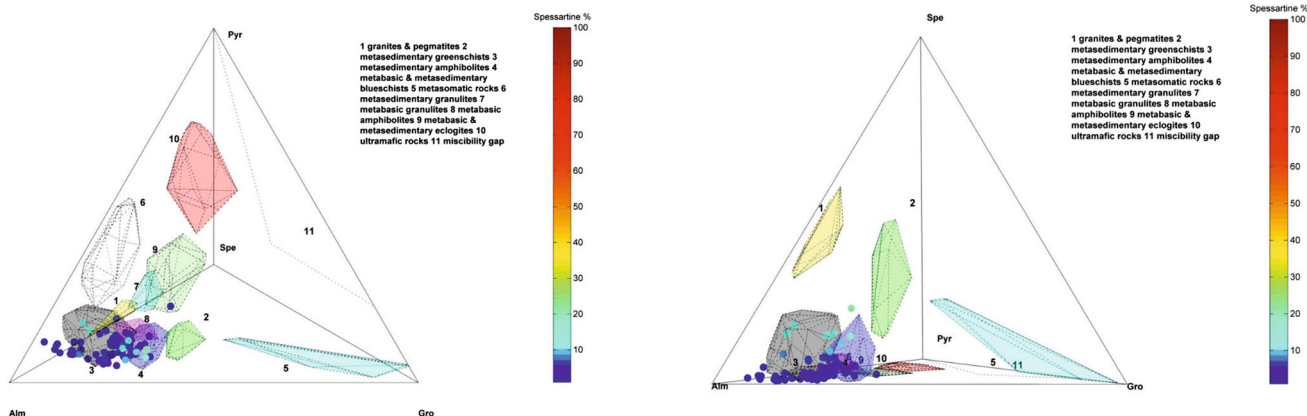 Spessartine %
100
90
80
70
60
50
40
30
20
10
Pyr
1 granites & pegmatites 2
metasedimentary greenschists 3
metasedimentary amphibolites 4
metabasic & metasedimentary
blueschists 5 metasomatic rocks 6
metasedimentary granulites 7
metabasic granulites 8 metabasic
amphibolites 9 metabasic &
metasedimentary eclogites 10
ultramafic rocks 11 miscibility gap
10
6
11
9
Spe
7
1
8
2
3
4
5
Alm
Gro
Spessartine %
100
90
80
70
60
50
40
30
20
10
Spe
1 granites & pegmatites 2
metasedimentary greenschists 3
metasedimentary amphibolites 4
metabasic & metasedimentary
blueschists 5 metasomatic rocks 6
metasedimentary granulites 7
metabasic granulites 8 metabasic
amphibolites 9 metabasic &
metasedimentary eclogites 10
ultramafic rocks 11 miscibility gap
1
2
Pyr
3
9
10
5
11
Alm
Gro